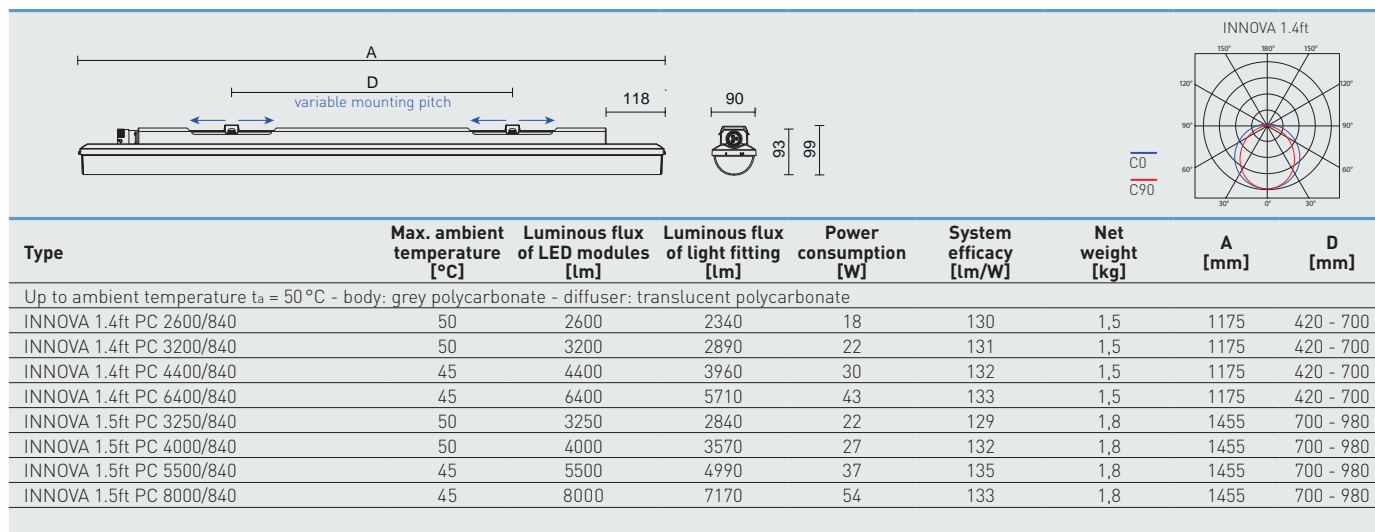 INNOVA 1.4ft
A
D
variable mounting pitch
118
90
93
99
150° 180° 150°
120° 120°
90° 90°
60° 60°
30° 0° 30°
C0
C90
Type Max. ambient temperature [°C] Luminous flux of LED modules [lm] Luminous flux of light fitting [lm] Power consumption [W] System efficacy [lm/W] Net weight [kg] A [mm] D [mm]
Up to ambient temperature ta = 50°C - body: grey polycarbonate - diffuser: translucent polycarbonate
INNOVA 1.4ft PC 2600/840 50 2600 2340 18 130 1,5 1175 420 - 700
INNOVA 1.4ft PC 3200/840 50 3200 2890 22 131 1,5 1175 420 - 700
INNOVA 1.4ft PC 4400/840 45 4400 3960 30 132 1,5 1175 420 - 700
INNOVA 1.4ft PC 6400/840 45 6400 5710 43 133 1,5 1175 420 - 700
INNOVA 1.5ft PC 3250/840 50 3250 2840 22 129 1,8 1455 700 - 980
INNOVA 1.5ft PC 4000/840 50 4000 3570 27 132 1,8 1455 700 - 980
INNOVA 1.5ft PC 5500/840 45 5500 4990 37 135 1,8 1455 700 - 980
INNOVA 1.5ft PC 8000/840 45 8000 7170 54 133 1,8 1455 700 - 980